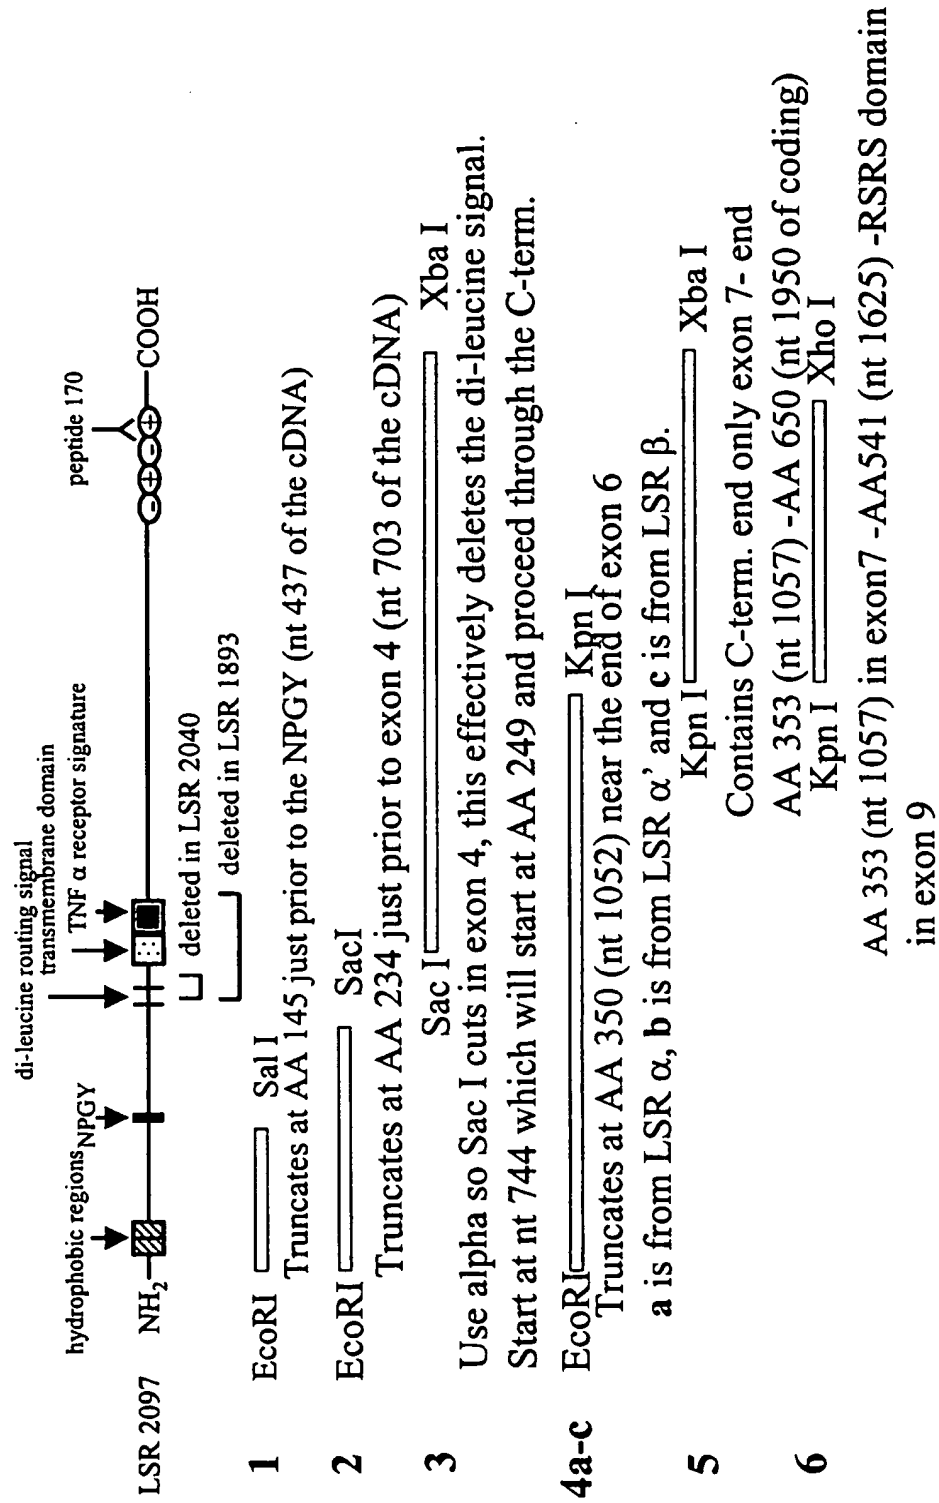 di-leucine routing signal
transmembrane domain
TNF α receptor signature
hydrophobic regions
NPGY
peptide 170
LSR 2097
NH2
COOH
deleted in LSR 2040
deleted in LSR 1893
1
EcoRI
Sal I
Truncates at AA 145 just prior to the NPGY (nt 437 of the cDNA)
2
EcoRI
SacI
Truncates at AA 234 just prior to exon 4 (nt 703 of the cDNA)
3
Sac I
Xba I
Use alpha so Sac I cuts in exon 4, this effectively deletes the di-leucine signal.
Start at nt 744 which will start at AA 249 and proceed through the C-term.
4a-c
EcoRI
Kpn I
Truncates at AA 350 (nt 1052) near the end of exon 6
a is from LSR α, b is from LSR α' and c is from LSR β.
5
Kpn I
Xba I
Contains C-term. end only exon 7- end
AA 353 (nt 1057) -AA 650 (nt 1950 of coding)
6
Kpn I
Xho I
AA 353 (nt 1057) in exon7 -AA541 (nt 1625) -RSRS domain
in exon 9